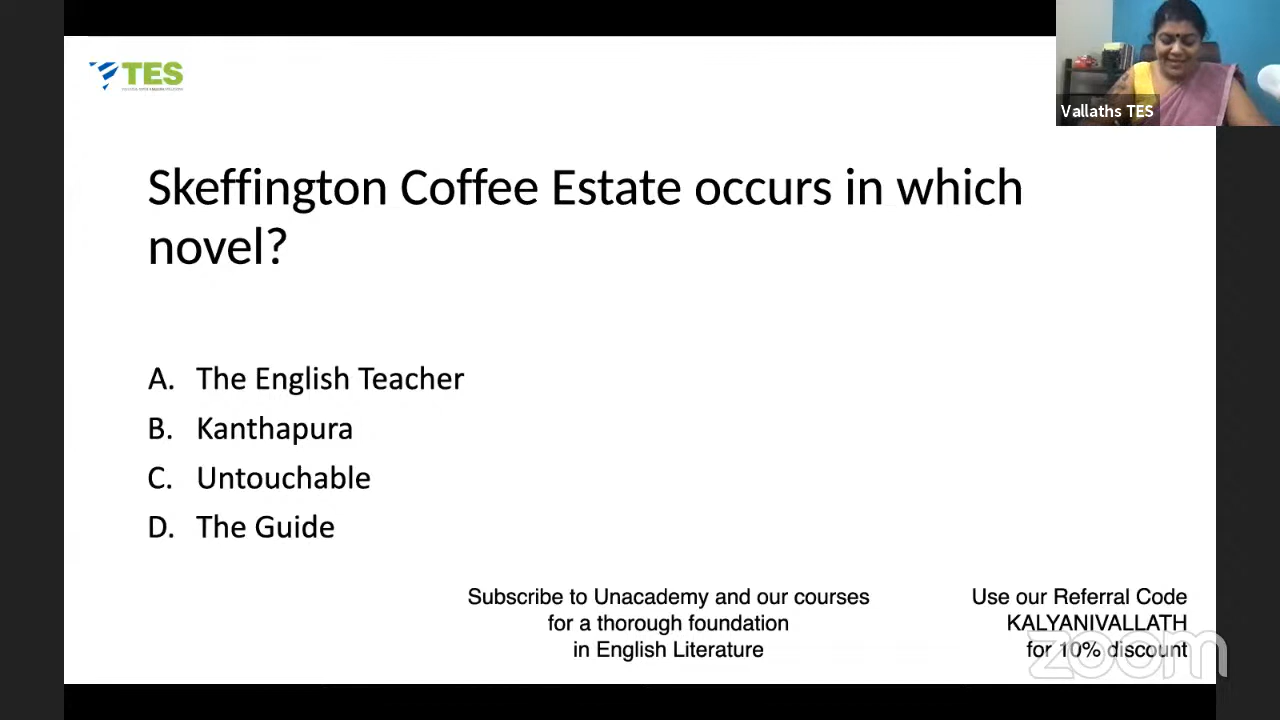 TES
Vallaths TES
Skeffington Coffee Estate occurs in which
novel?
A. The English Teacher
B. Kanthapura
C. Untouchable
D. The Guide
Subscribe to Unacademy and our courses
for a thorough foundation
in English Literature
Use our Referral Code
KALYANIVALLATH
for 10% discount
zoom